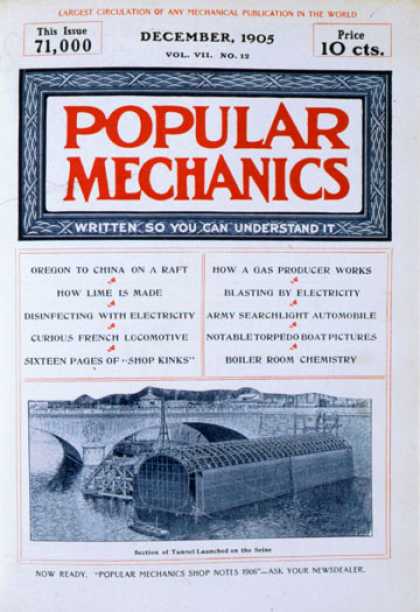 LARGEST CIRCULATION OF ANY MECHANICAL PUBLICATION IN THE WORLD
This Issue
71,000
DECEMBER, 1905
VOL. VII. NO. 12
Price
10 cts.
POPULAR
MECHANICS
WRITTEN SO YOU CAN UNDERSTAND IT
OREGON TO CHINA ON A RAFT
HOW LIME IS MADE
DISINFECTING WITH ELECTRICITY
CURIOUS FRENCH LOCOMOTIVE
SIXTEEN PAGES OF "SHOP KINKS"
HOW A GAS PRODUCER WORKS
BLASTING BY ELECTRICITY
ARMY SEARCHLIGHT AUTOMOBILE
NOTABLE TORPEDO BOAT PICTURES
BOILER ROOM CHEMISTRY
Section of Tunnel Launched on the Seine
NOW READY. "POPULAR MECHANICS SHOP NOTES 1906"—ASK YOUR NEWSDEALER.